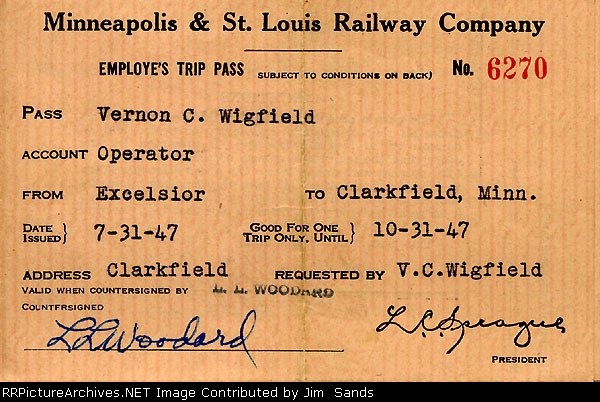 Minneapolis & St. Louis Railway Company
EMPLOYE'S TRIP PASS SUBJECT TO CONDITIONS ON BACK) No. 6270
PASS Vernon C. Wigfield
ACCOUNT Operator
FROM Excelsior TO Clarkfield, Minn.
DATE ISSUED} 7-31-47 GOOD FOR ONE TRIP ONLY, UNTIL} 10-31-47
ADDRESS Clarkfield REQUESTED BY V.C.Wigfield
VALID WHEN COUNTERSIGNED BY L. L. WOODARD
COUNTERSIGNED
L L Woodard L. C. Sprague
PRESIDENT
RRPictureArchives.NET Image Contributed by Jim Sands